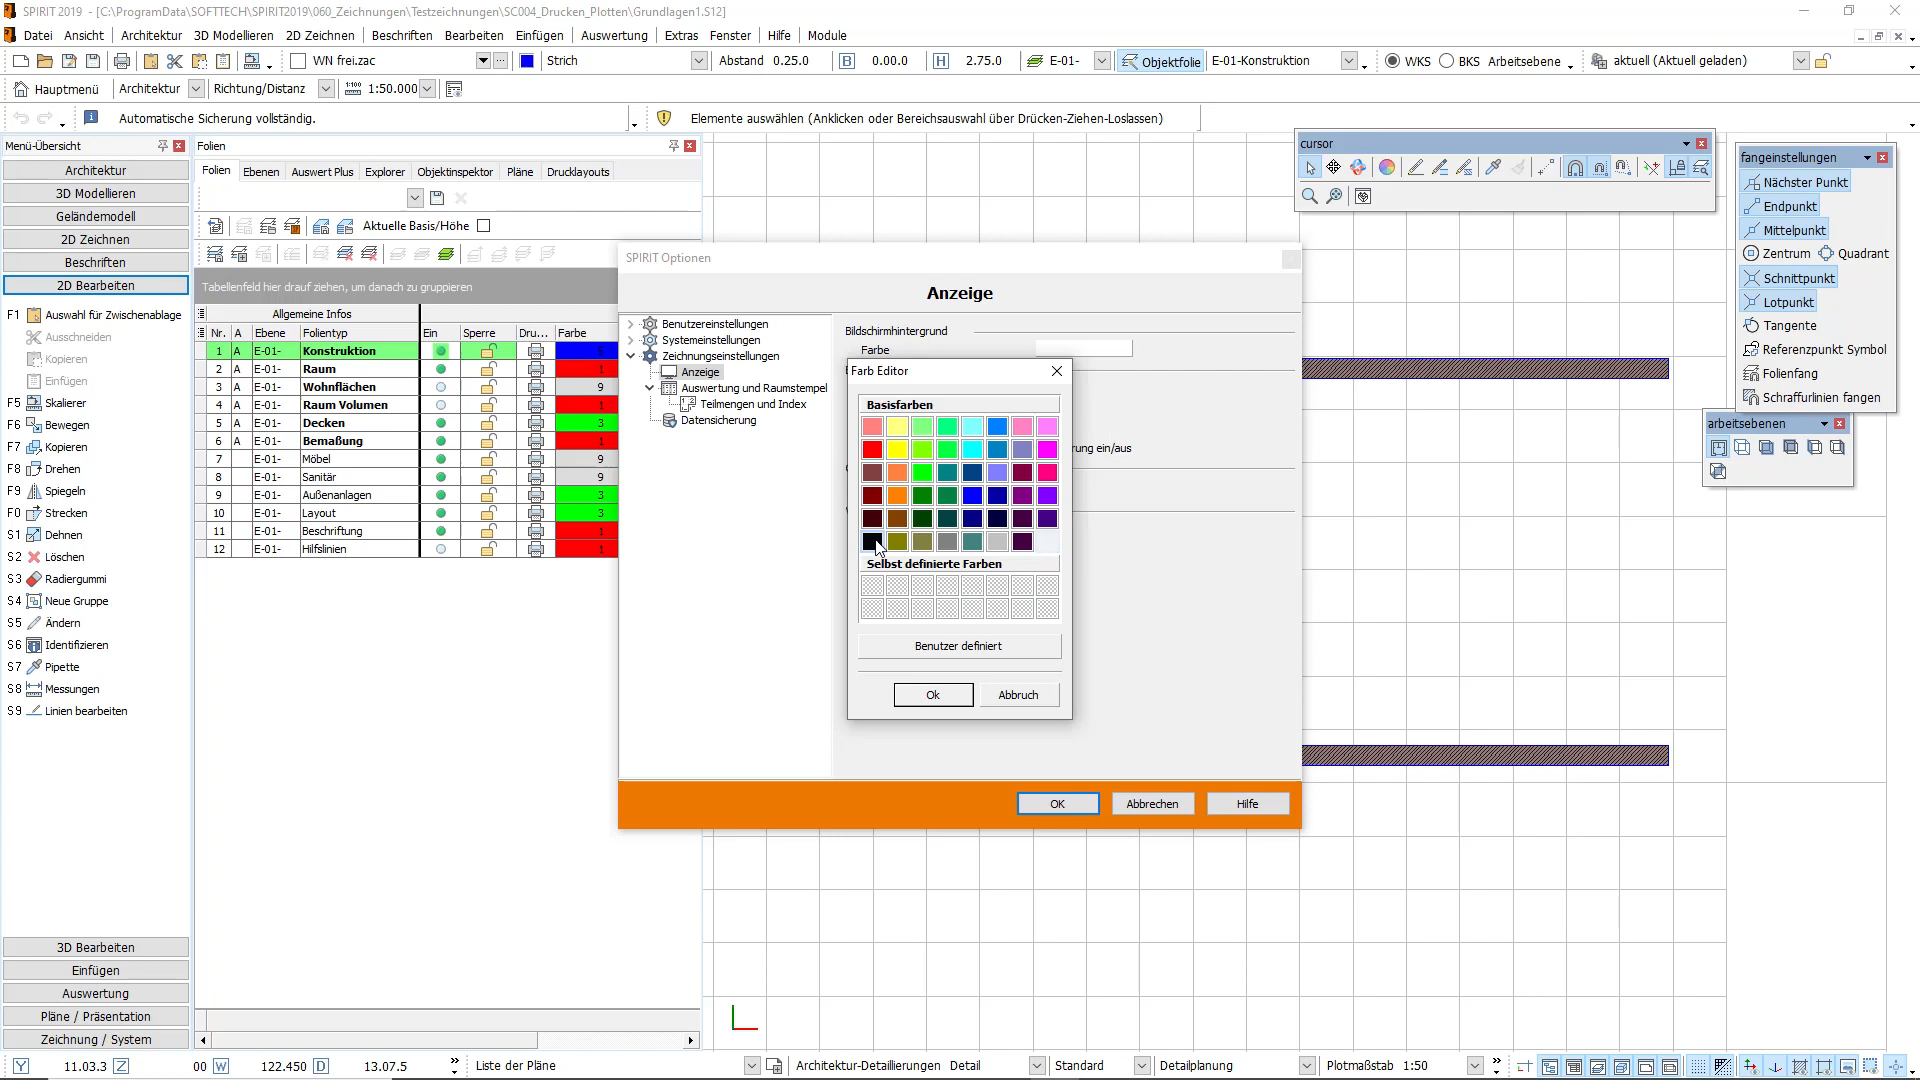 SPIRIT 2019 - [C:\ProgramData\SOFTTECH\SPIRIT2019\060_Zeichnungen\Testzeichnungen\SC004_Drucken_Plotten\Grundlagen1.S12]
Datei Ansicht Architektur 3D Modellieren 2D Zeichnen Beschriften Bearbeiten Einfügen Auswertung Extras Fenster Hilfe Module
WN frei.zac Strich Abstand 0.25.0 B 0.00.0 H 2.75.0 E-01- Objektfolie E-01-Konstruktion WKS BKS Arbeitsebene aktuell (Aktuell geladen)
Hauptmenü Architektur Richtung/Distanz 1:100 1:50.000
Automatische Sicherung vollständig. Elemente auswählen (Anklicken oder Bereichsauswahl über Drücken-Ziehen-Loslassen)
Menü-Übersicht
Architektur
3D Modellieren
Geländemodell
2D Zeichnen
Beschriften
2D Bearbeiten
F1 Auswahl für Zwischenablage
Ausschneiden
Kopieren
Einfügen
F5 Skalierer
F6 Bewegen
F7 Kopieren
F8 Drehen
F9 Spiegeln
F0 Strecken
S1 Dehnen
S2 Löschen
S3 Radiergummi
S4 Neue Gruppe
S5 Ändern
S6 Identifizieren
S7 Pipette
S8 Messungen
S9 Linien bearbeiten
3D Bearbeiten
Einfügen
Auswertung
Pläne / Präsentation
Zeichnung / System
Folien
Folien Ebenen Auswert Plus Explorer Objektinspektor Pläne Drucklayouts
Aktuelle Basis/Höhe
Tabellenfeld hier drauf ziehen, um danach zu gruppieren
Allgemeine Infos
Nr. A Ebene Folientyp Ein Sperre Dru... Farbe
1 A E-01- Konstruktion
2 A E-01- Raum 1
3 A E-01- Wohnflächen 9
4 A E-01- Raum Volumen 1
5 A E-01- Decken 3
6 A E-01- Bemaßung 1
7 E-01- Möbel 9
8 E-01- Sanitär 9
9 E-01- Außenanlagen 3
10 E-01- Layout 3
11 E-01- Beschriftung 1
12 E-01- Hilfslinien 1
SPIRIT Optionen
Anzeige
Benutzereinstellungen
Systemeinstellungen
Zeichnungseinstellungen
Anzeige
Auswertung und Raumstempel
Teilmengen und Index
Datensicherung
Bildschirmhintergrund
Farbe
rung ein/aus
Farb Editor
Basisfarben
Selbst definierte Farben
Benutzer definiert
Ok Abbruch
OK Abbrechen Hilfe
cursor
fangeinstellungen
Nächster Punkt
Endpunkt
Mittelpunkt
Zentrum Quadrant
Schnittpunkt
Lotpunkt
Tangente
Referenzpunkt Symbol
Folienfang
Schraffurlinien fangen
arbeitsebenen
Y 11.03.3 Z 00 W 122.450 D 13.07.5 Liste der Pläne Architektur-Detaillierungen Detail Standard Detailplanung Plotmaßstab 1:50